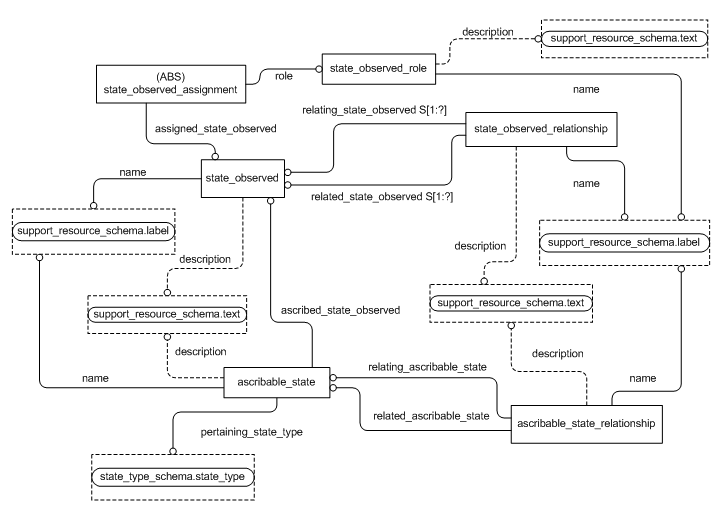 description
support_resource_schema.text
(ABS)
state_observed_assignment
role
state_observed_role
name
assigned_state_observed
relating_state_observed S[1:?]
state_observed_relationship
name
state_observed
related_state_observed S[1:?]
name
support_resource_schema.label
description
description
support_resource_schema.label
support_resource_schema.text
ascribed_state_observed
support_resource_schema.text
description
description
name
ascribable_state
relating_ascribable_state
name
related_ascribable_state
ascribable_state_relationship
pertaining_state_type
state_type_schema.state_type